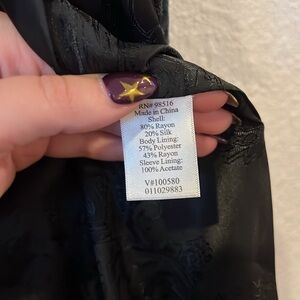 RN# 98516
Made in China
Shell:
80% Rayon
20% Silk
Body Lining:
57% Polyester
43% Rayon
Sleeve Lining:
100% Acetate
V#100580
011029883